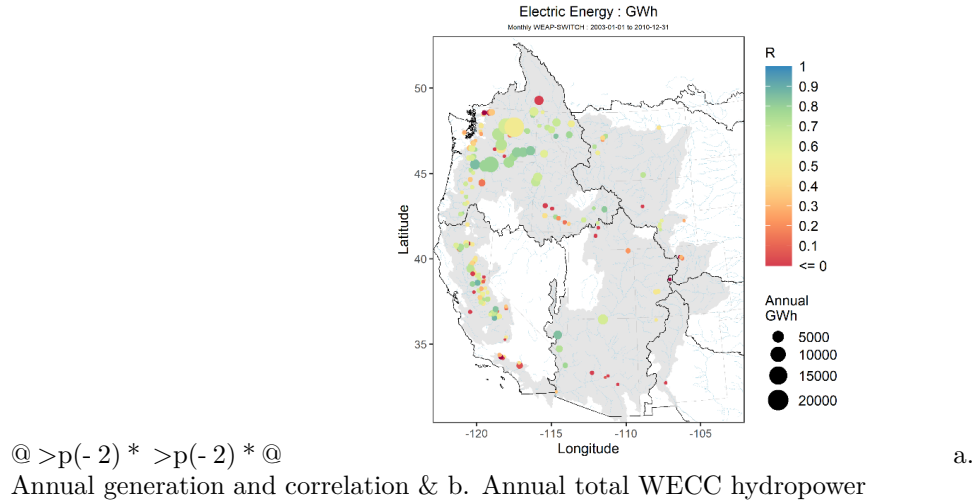 Electric Energy : GWh
Monthly WEAP-SWITCH : 2003-01-01 to 2010-12-31
50
45
40
35
Latitude
-120
-115
-110
-105
Longitude
R
1
0.9
0.8
0.7
0.6
0.5
0.4
0.3
0.2
0.1
<= 0
Annual
GWh
5000
10000
15000
20000
@ >p(- 2) * >p(- 2) * @ a.
Annual generation and correlation & b. Annual total WECC hydropower